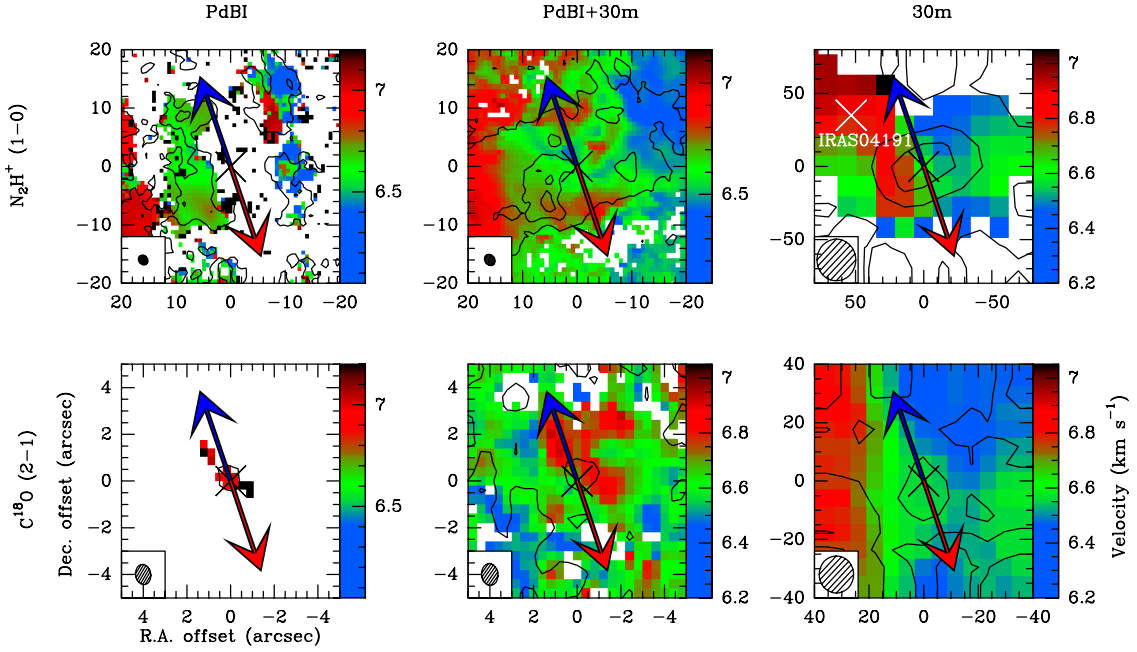 PdBI PdBI+30m 30m
N₂H⁺ (1−0)
20 10 0 −10 −20
20 10 0 −10 −20
7 6.5
20 10 0 −10 −20
20 10 0 −10 −20
7 6.5
IRAS04191
50 0 −50
50 0 −50
7 6.8 6.6 6.4 6.2
C¹⁸O (2−1)
Dec. offset (arcsec)
4 2 0 −2 −4
4 2 0 −2 −4
R.A. offset (arcsec)
7 6.5
4 2 0 −2 −4
4 2 0 −2 −4
7 6.8 6.6 6.4 6.2
40 20 0 −20 −40
40 20 0 −20 −40
7 6.8 6.6 6.4 6.2
Velocity (km s⁻¹)